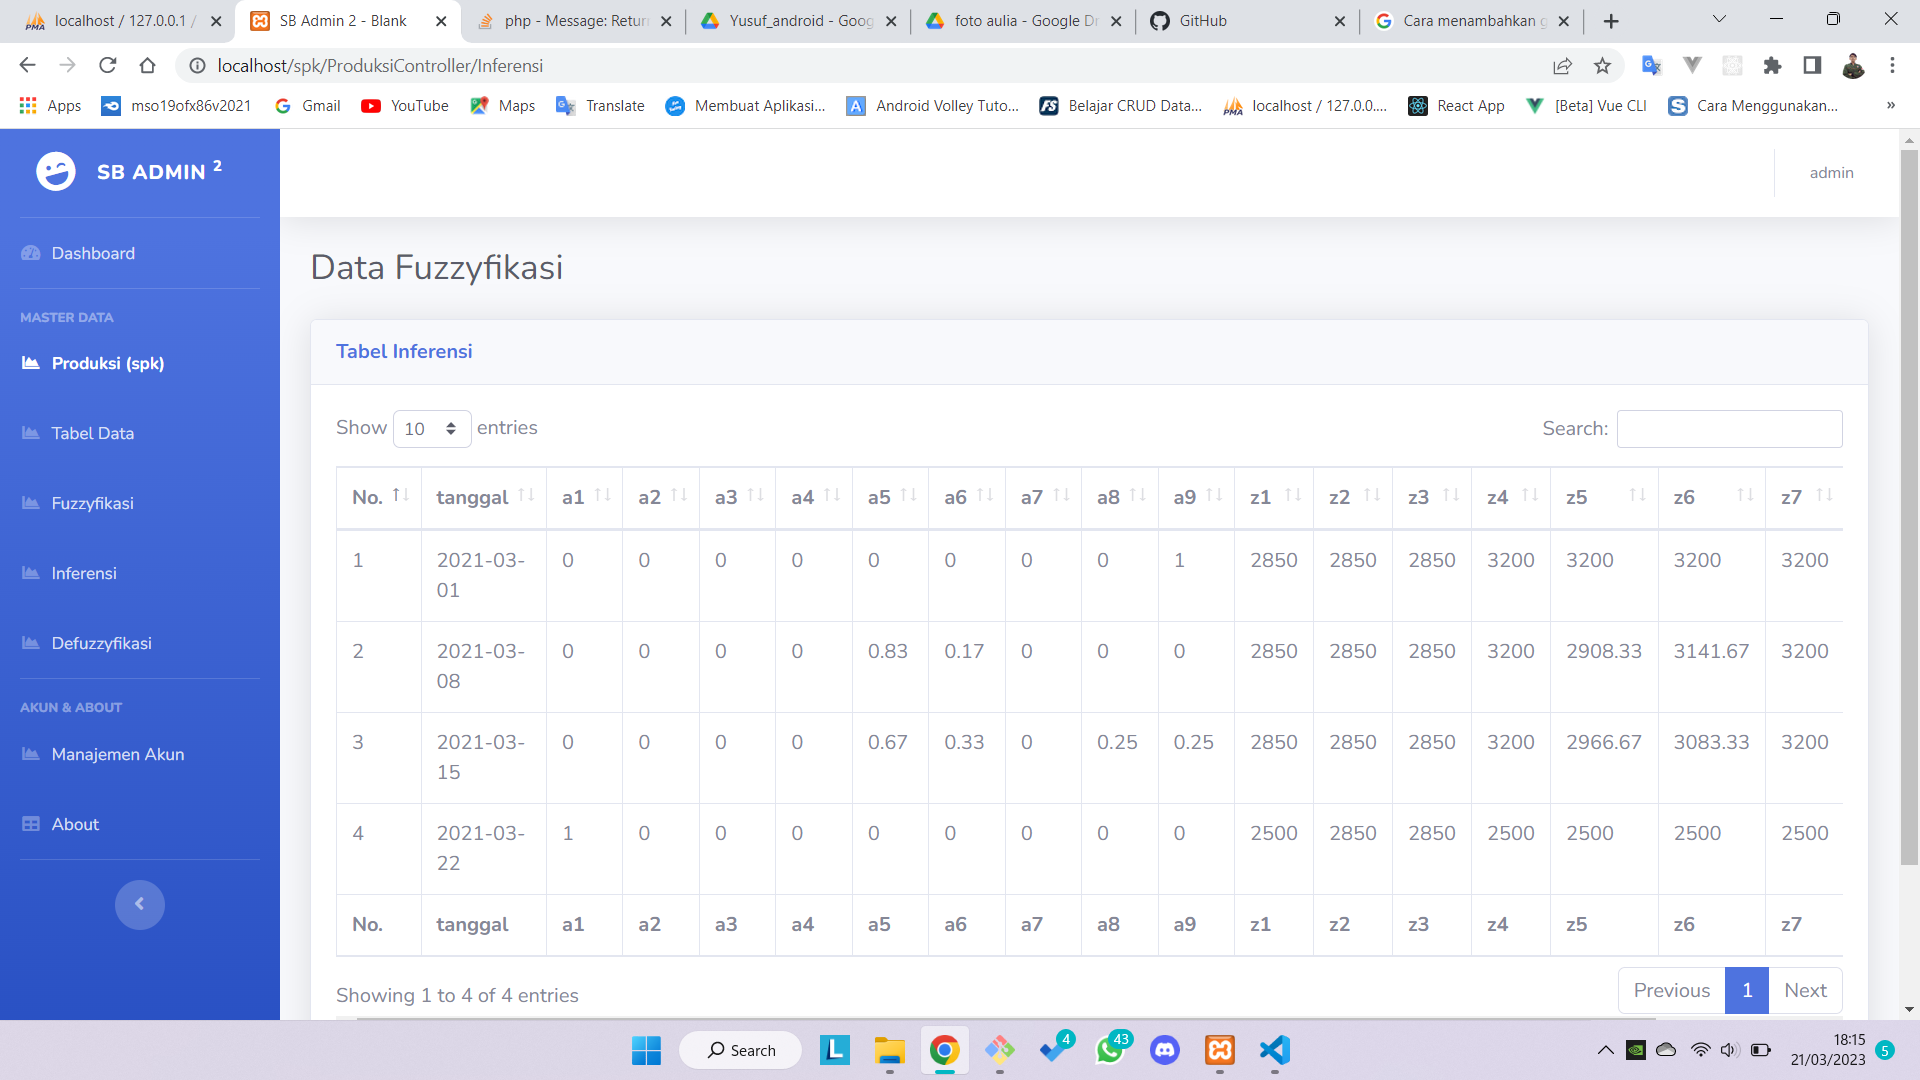 localhost / 127.0.0.1 /
SB Admin 2 - Blank
php - Message: Return
Yusuf_android - Goog
foto aulia - Google Dr
GitHub
Cara menambahkan g
localhost/spk/ProduksiController/Inferensi
Apps
mso19ofx86v2021
Gmail
YouTube
Maps
Translate
Membuat Aplikasi...
Android Volley Tuto...
Belajar CRUD Data...
localhost / 127.0.0....
React App
[Beta] Vue CLI
Cara Menggunakan...
»
SB ADMIN 2
admin
Dashboard
MASTER DATA
Produksi (spk)
Tabel Data
Fuzzyfikasi
Inferensi
Defuzzyfikasi
AKUN & ABOUT
Manajemen Akun
About
Data Fuzzyfikasi
Tabel Inferensi
Show 10 entries
Search:
No. tanggal a1 a2 a3 a4 a5 a6 a7 a8 a9 z1 z2 z3 z4 z5 z6 z7
1 2021-03-01 0 0 0 0 0 0 0 0 1 2850 2850 2850 3200 3200 3200 3200
2 2021-03-08 0 0 0 0 0.83 0.17 0 0 0 2850 2850 2850 3200 2908.33 3141.67 3200
3 2021-03-15 0 0 0 0 0.67 0.33 0 0.25 0.25 2850 2850 2850 3200 2966.67 3083.33 3200
4 2021-03-22 1 0 0 0 0 0 0 0 0 2500 2850 2850 2500 2500 2500 2500
No. tanggal a1 a2 a3 a4 a5 a6 a7 a8 a9 z1 z2 z3 z4 z5 z6 z7
Showing 1 to 4 of 4 entries
Previous 1 Next
Search
L
4
43
18:15
21/03/2023
5